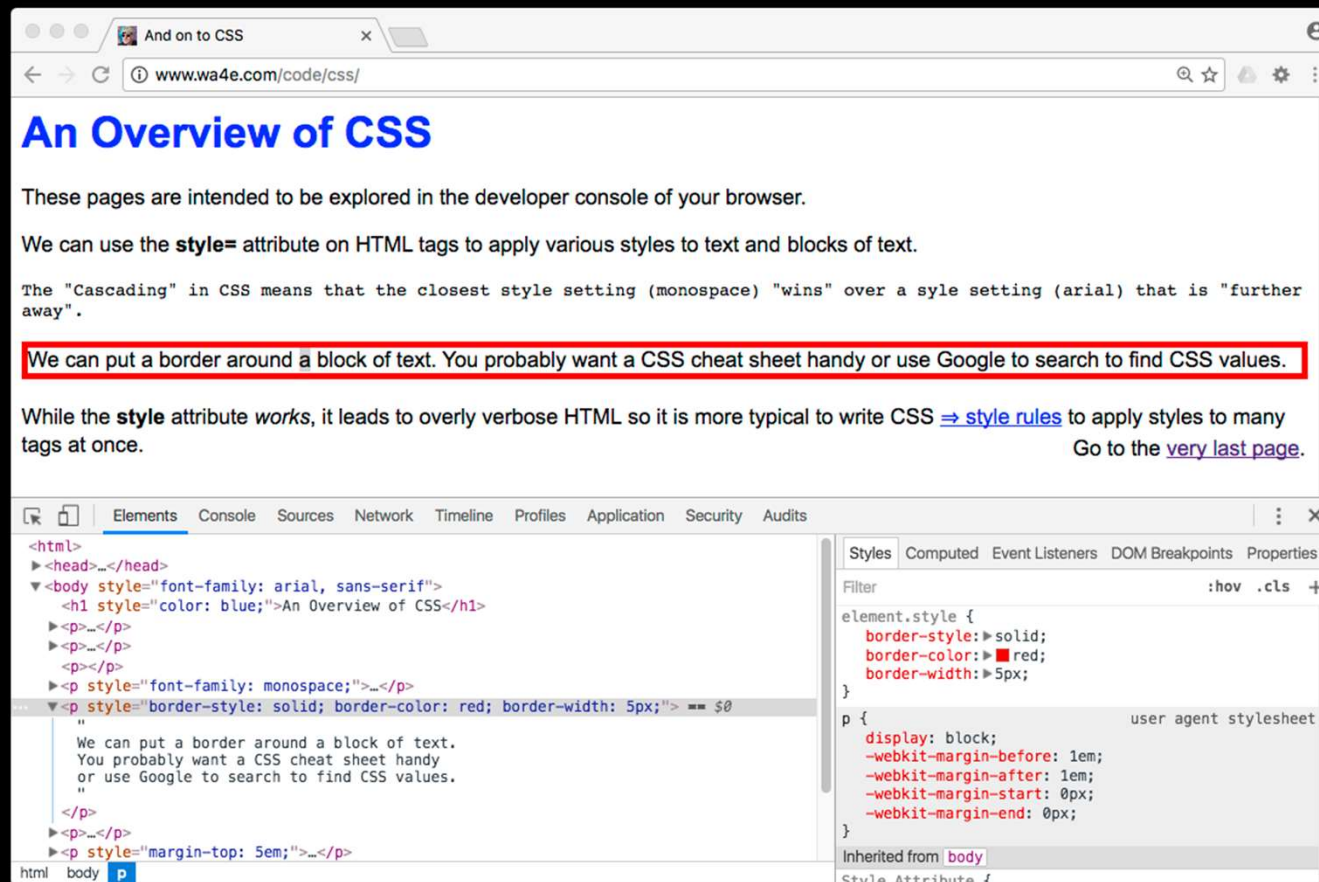 And on to CSS
www.wa4e.com/code/css/
An Overview of CSS
These pages are intended to be explored in the developer console of your browser.
We can use the style= attribute on HTML tags to apply various styles to text and blocks of text.
The "Cascading" in CSS means that the closest style setting (monospace) "wins" over a syle setting (arial) that is "further
away".
We can put a border around a block of text. You probably want a CSS cheat sheet handy or use Google to search to find CSS values.
While the style attribute works, it leads to overly verbose HTML so it is more typical to write CSS ⇒ style rules to apply styles to many
tags at once.
Go to the very last page.
Elements Console Sources Network Timeline Profiles Application Security Audits
<html>
▶<head>…</head>
▼<body style="font-family: arial, sans-serif">
<h1 style="color: blue;">An Overview of CSS</h1>
▶<p>…</p>
▶<p>…</p>
<p></p>
▶<p style="font-family: monospace;">…</p>
▼<p style="border-style: solid; border-color: red; border-width: 5px;"> == $0
"
We can put a border around a block of text.
You probably want a CSS cheat sheet handy
or use Google to search to find CSS values.
"
</p>
▶<p>…</p>
▶<p style="margin-top: 5em;">…</p>
html body p
Styles Computed Event Listeners DOM Breakpoints Properties
Filter :hov .cls +
element.style {
border-style:▶solid;
border-color:▶red;
border-width:▶5px;
}
p { user agent stylesheet
display: block;
-webkit-margin-before: 1em;
-webkit-margin-after: 1em;
-webkit-margin-start: 0px;
-webkit-margin-end: 0px;
}
Inherited from body
Style Attribute {